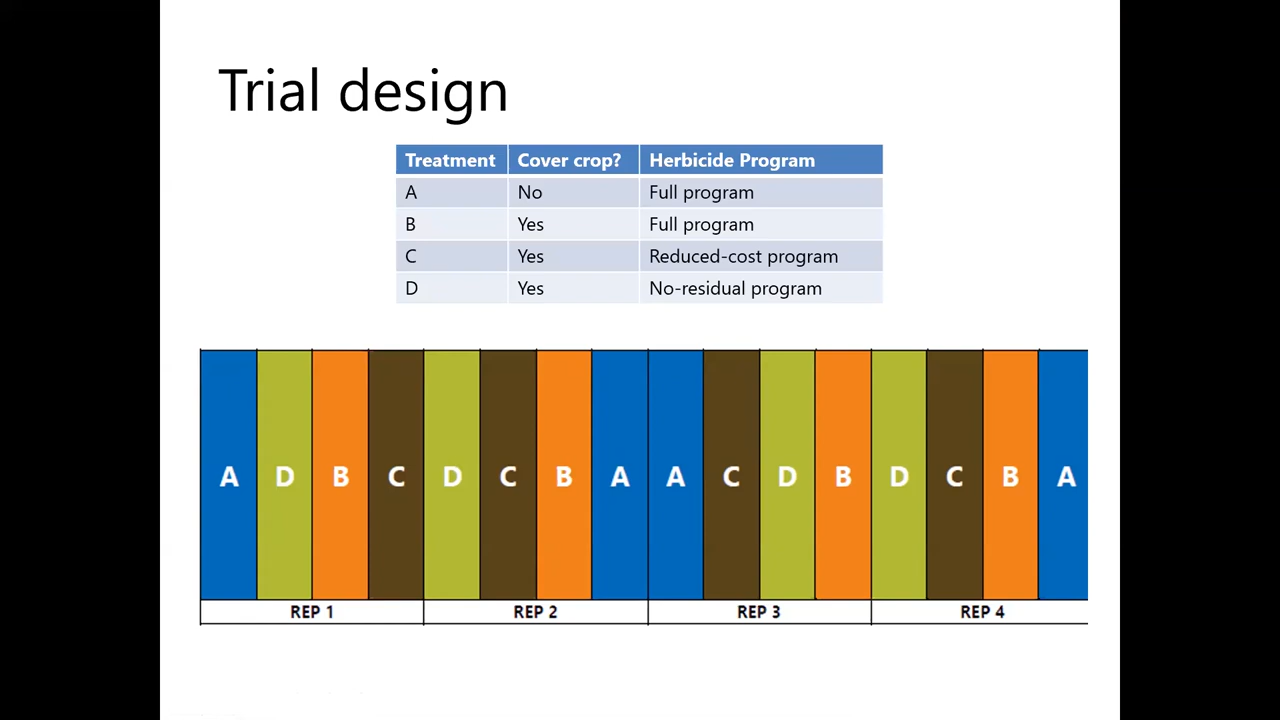 Trial design
Treatment Cover crop? Herbicide Program
A No Full program
B Yes Full program
C Yes Reduced-cost program
D Yes No-residual program
A D B C D C B A A C D B D C B A
REP 1 REP 2 REP 3 REP 4